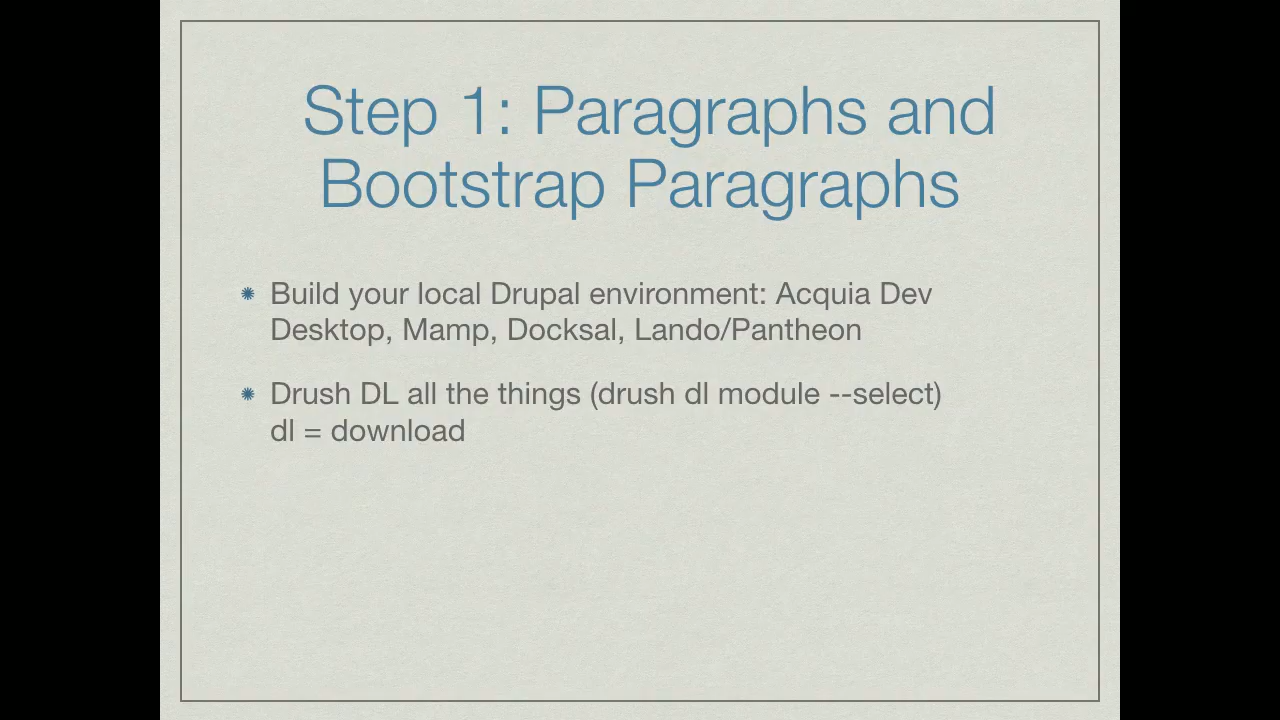 Step 1: Paragraphs and
Bootstrap Paragraphs
Build your local Drupal environment: Acquia Dev
Desktop, Mamp, Docksal, Lando/Pantheon
Drush DL all the things (drush dl module --select)
dl = download